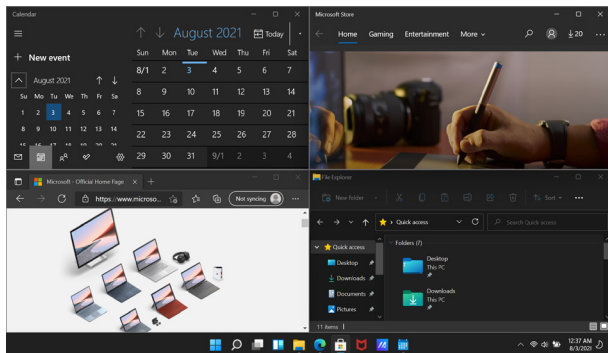 Calendar
August 2021
Today
New event
August 2021
Su Mo Tu We Th Fr Sa
1 2 3 4 5 6 7
8 9 10 11 12 13 14
Sun Mon Tue Wed Thu Fri Sat
8/1 2 3 4 5 6 7
8 9 10 11 12 13 14
15 16 17 18 19 20 21
22 23 24 25 26 27 28
29 30 31 9/1 2 3 4
Microsoft Store
Home Gaming Entertainment More
20
Microsoft - Official Home Page
https://www.microso...
Not syncing
File Explorer
New folder
Sort
Quick access
Search Quick access
Quick access
Desktop
Downloads
Documents
Pictures
Folders (7)
Desktop
This PC
Downloads
This PC
11 items
12:37 AM
8/3/2021